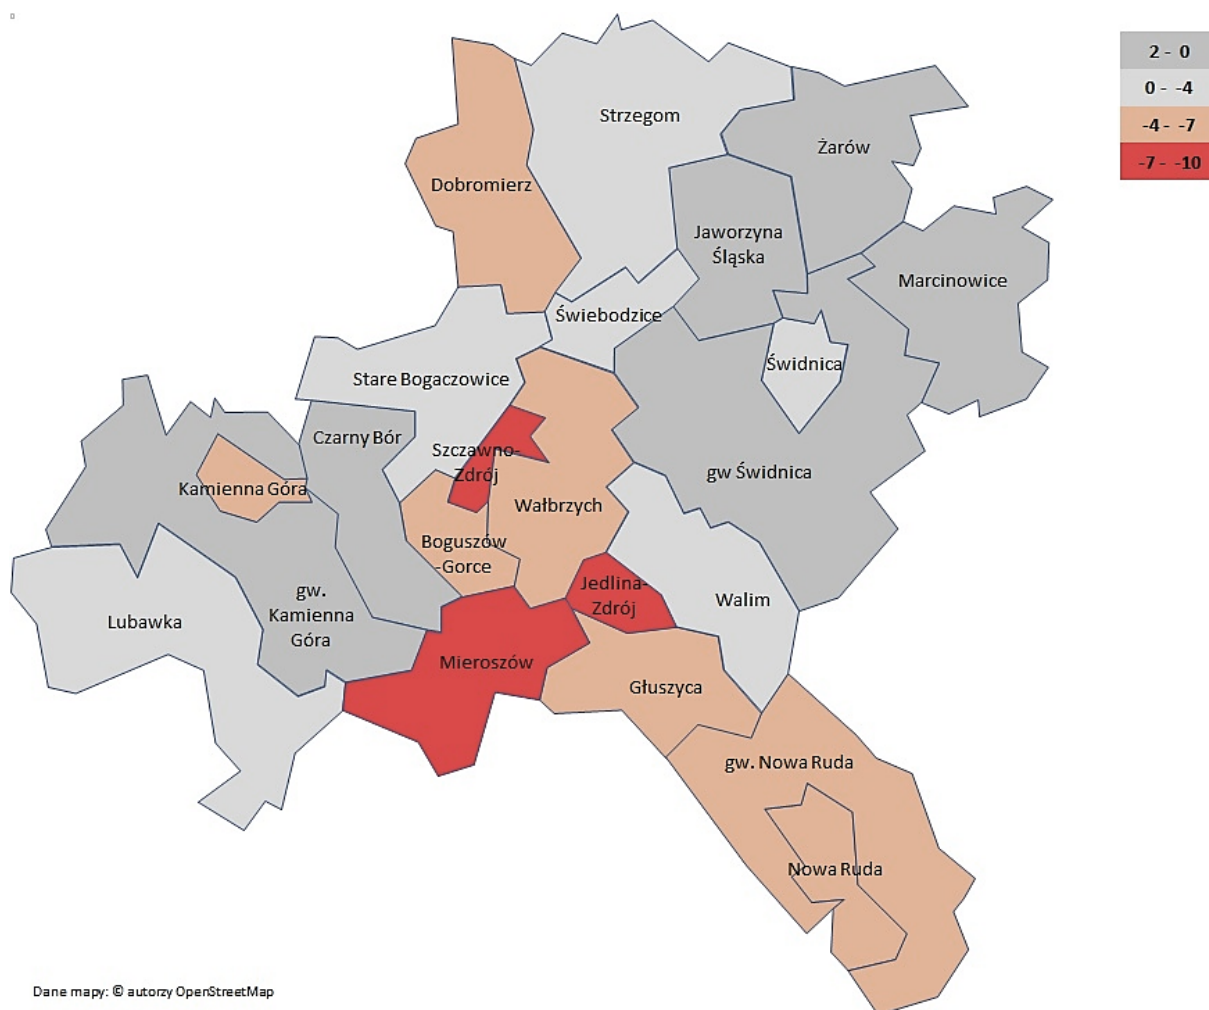 2 - 0
0 - -4
-4 - -7
-7 - -10
Strzegom
Żarów
Dobromierz
Jaworzyna
Śląska
Marcinowice
Świebodzice
Świdnica
Stare Bogaczowice
Czarny Bór
Szczawno-
Zdrój
gw Świdnica
Kamienna Góra
Wałbrzych
Boguszów
-Gorce
Jedlina-
Zdrój
Walim
gw.
Kamienna
Góra
Lubawka
Mieroszów
Głuszyca
gw. Nowa Ruda
Nowa Ruda
Dane mapy: © autorzy OpenStreetMap